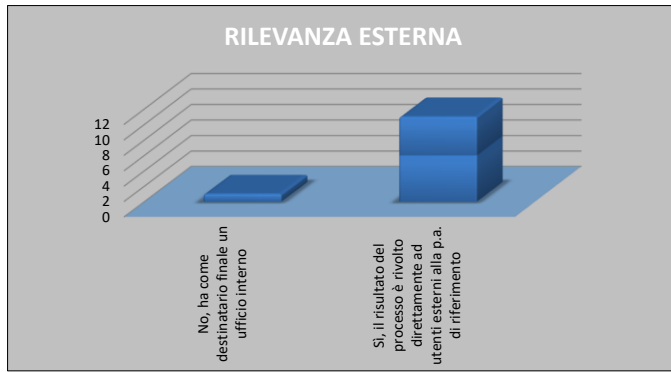 RILEVANZA ESTERNA
12
10
8
6
4
2
0
No, ha come
destinatario finale un
ufficio interno
Sì, il risultato del
processo è rivolto
direttamente ad
utenti esterni alla p.a.
di riferimento